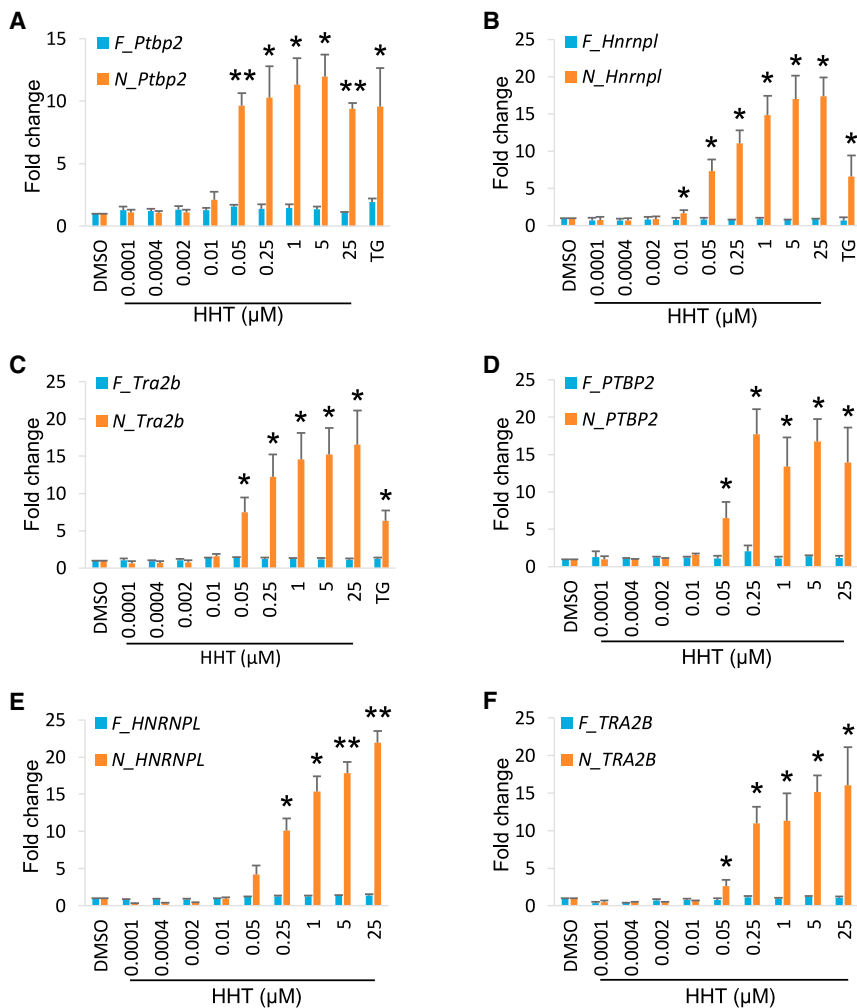 A
F_Ptbp2
N_Ptbp2
Fold change
15
10
5
0
** * * * ** *
DMSO 0.0001 0.0004 0.002 0.01 0.05 0.25 1 5 25 TG
HHT (µM)
B
F_Hnrnpl
N_Hnrnpl
Fold change
25
20
15
10
5
0
* * * * * * *
DMSO 0.0001 0.0004 0.002 0.01 0.05 0.25 1 5 25 TG
HHT (µM)
C
F_Tra2b
N_Tra2b
Fold change
25
20
15
10
5
0
* * * * * *
DMSO 0.0001 0.0004 0.002 0.01 0.05 0.25 1 5 25 TG
HHT (µM)
D
F_PTBP2
N_PTBP2
Fold change
25
20
15
10
5
0
* * * * *
DMSO 0.0001 0.0004 0.002 0.01 0.05 0.25 1 5 25
HHT (µM)
E
F_HNRNPL
N_HNRNPL
Fold change
25
20
15
10
5
0
* * ** **
DMSO 0.0001 0.0004 0.002 0.01 0.05 0.25 1 5 25
HHT (µM)
F
F_TRA2B
N_TRA2B
Fold change
25
20
15
10
5
0
* * * * *
DMSO 0.0001 0.0004 0.002 0.01 0.05 0.25 1 5 25
HHT (µM)